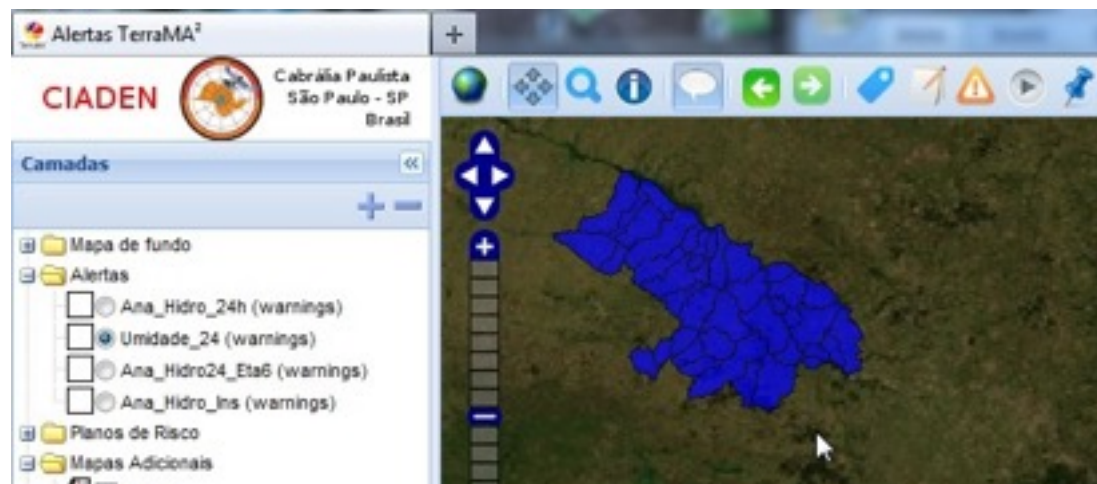 Alertas TerraMA²
CIADEN
Cabrália Paulista
São Paulo - SP
Brasil
Camadas
Mapa de fundo
Alertas
Ana_Hidro_24h (warnings)
Umidade_24 (warnings)
Ana_Hidro24_Eta6 (warnings)
Ana_Hidro_Ins (warnings)
Planos de Risco
Mapas Adicionais